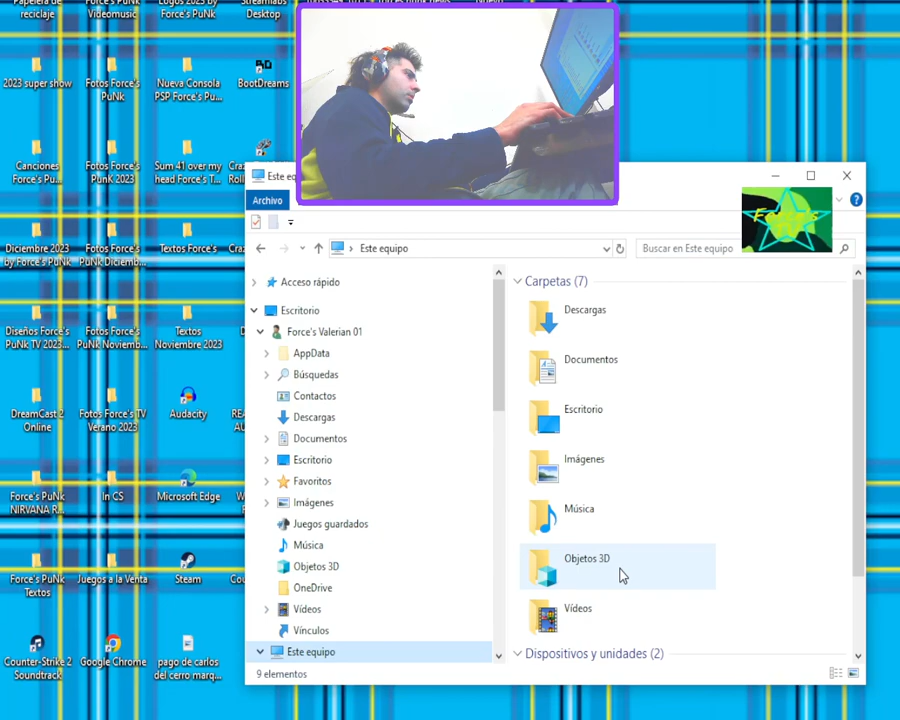 Papelera de
reciclaje
Force's PuNk
Videomusic
Logos 2023 by
Force's PuNk
Streamlabs
Desktop
2023 super show
Fotos Force's
PuNk
Nueva Consola
PSP Force's Pu...
BootDreams
Canciones
Force's Pu...
Fotos Force's
PunK 2023
Sum 41 over my
head Force's T...
Diciembre 2023
by Force's PuNk
Fotos Force's
PuNk Diciemb...
Textos Force's
Diseños Force's
PuNk TV 2023...
Fotos Force's
PuNk Noviemb...
Textos
Noviembre 2023
DreamCast 2
Online
Fotos Force's TV
Verano 2023
Audacity
Force's PuNk
NIRVANA R...
In CS
Microsoft Edge
Force's PuNk
Textos
Juegos a la Venta
Steam
Counter-Strike 2
Soundtrack
Google Chrome
pago de carlos
del cerro marq...
Este eq
Archivo
Force's
TV
Este equipo
Buscar en Este equipo
Acceso rápido
Escritorio
Force's Valerian 01
AppData
Búsquedas
Contactos
Descargas
Documentos
Escritorio
Favoritos
Imágenes
Juegos guardados
Música
Objetos 3D
OneDrive
Vídeos
Vínculos
Este equipo
Carpetas (7)
Descargas
Documentos
Escritorio
Imágenes
Música
Objetos 3D
Vídeos
Dispositivos y unidades (2)
9 elementos